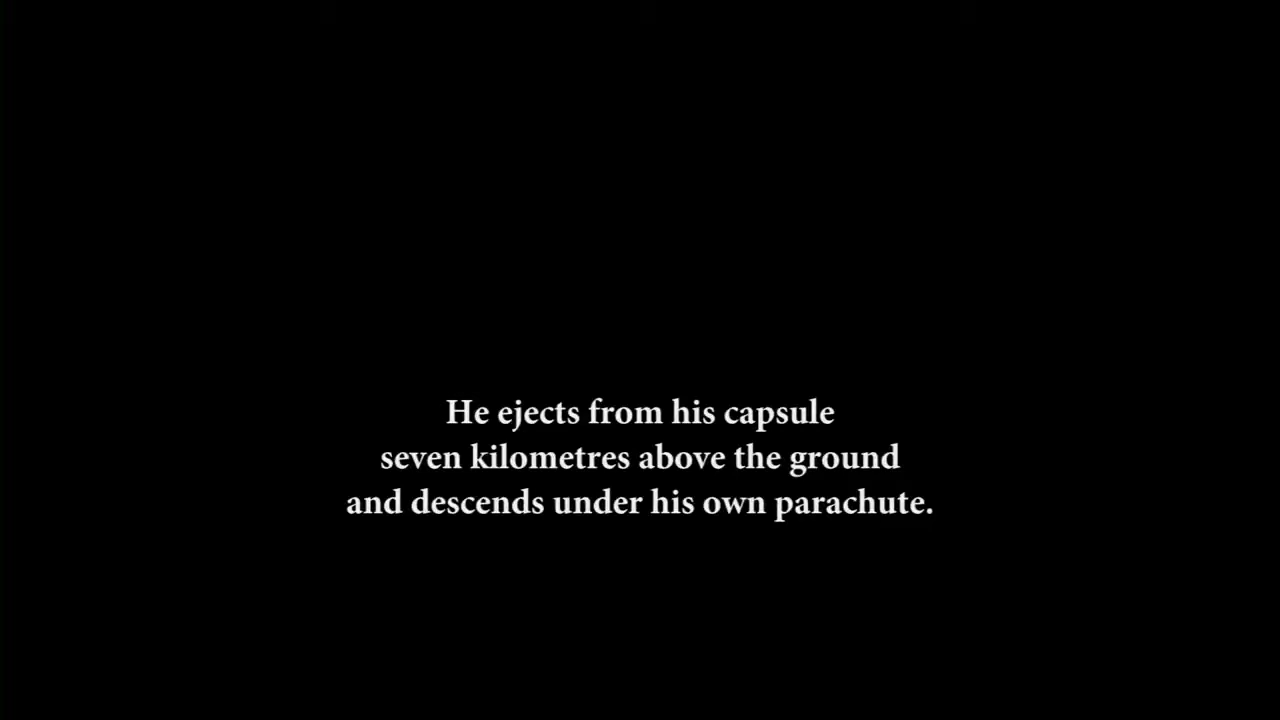 He ejects from his capsule
seven kilometres above the ground
and descends under his own parachute.